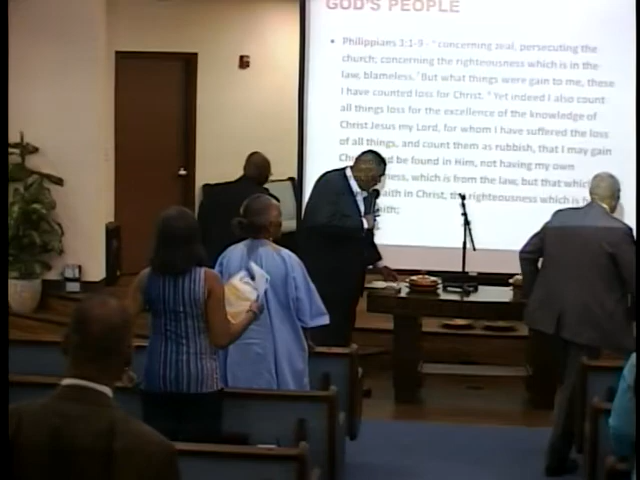 GOD'S PEOPLE
• Philippians 3:1-9 - "concerning zeal, persecuting the
church; concerning the righteousness which is in the
law, blameless. But what things were gain to me, these
I have counted loss for Christ. Yet indeed I also count
all things loss for the excellence of the knowledge of
Christ Jesus my Lord, for whom I have suffered the loss
of all things, and count them as rubbish, that I may gain
be found in Him, not having my own
which is from the law, but that which
faith in Christ, the righteousness which is